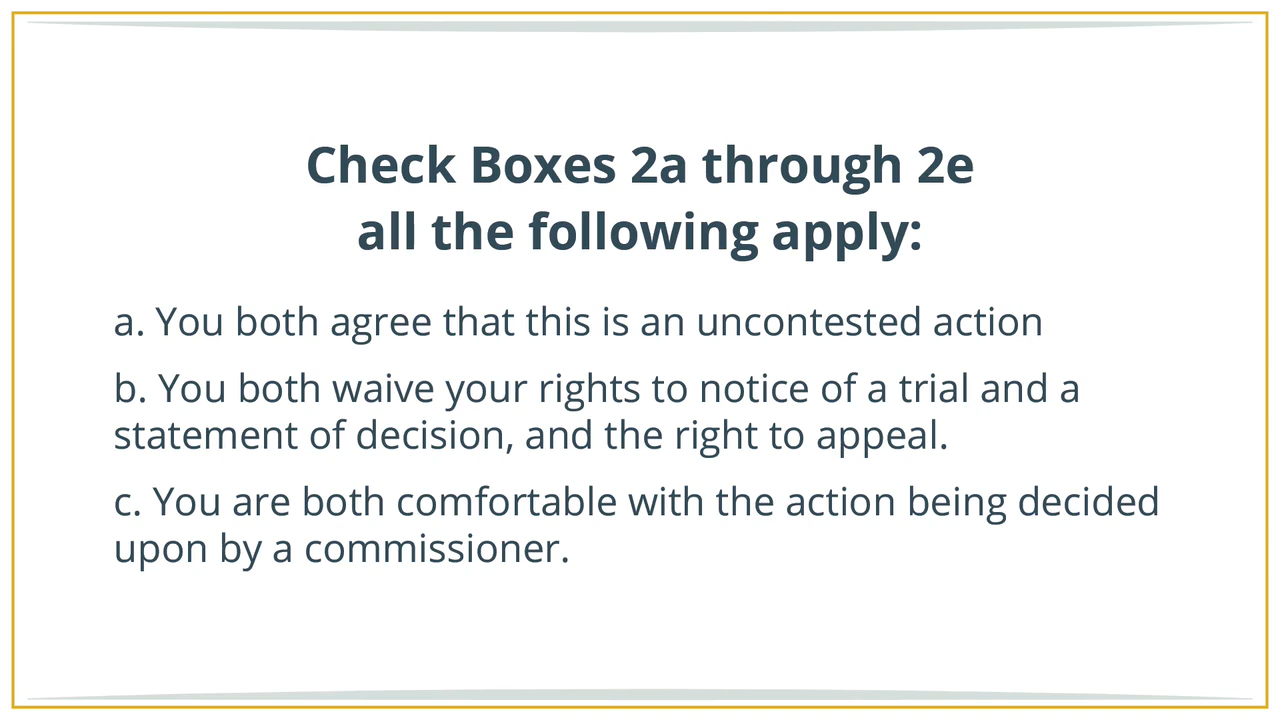 Check Boxes 2a through 2e
all the following apply:
a. You both agree that this is an uncontested action
b. You both waive your rights to notice of a trial and a
statement of decision, and the right to appeal.
c. You are both comfortable with the action being decided
upon by a commissioner.